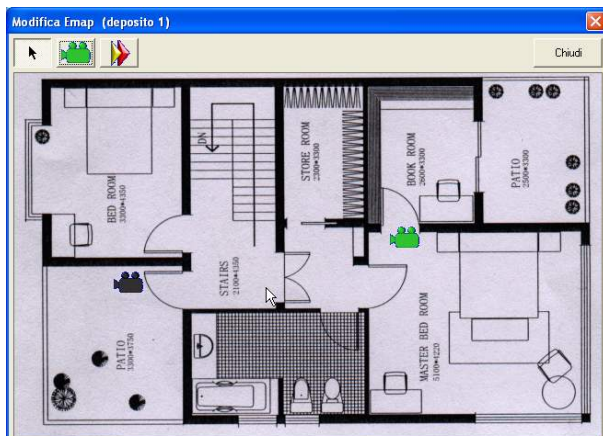 Modifica Emap (deposito 1)
Chiudi
BED ROOM
3300*4350
DN
STAIRS
2100*4350
STORE ROOM
2300*3300
BOOK ROOM
2600*3300
PATIO
2500*3300
PATIO
3300*3750
MASTER BED ROOM
5100*4220